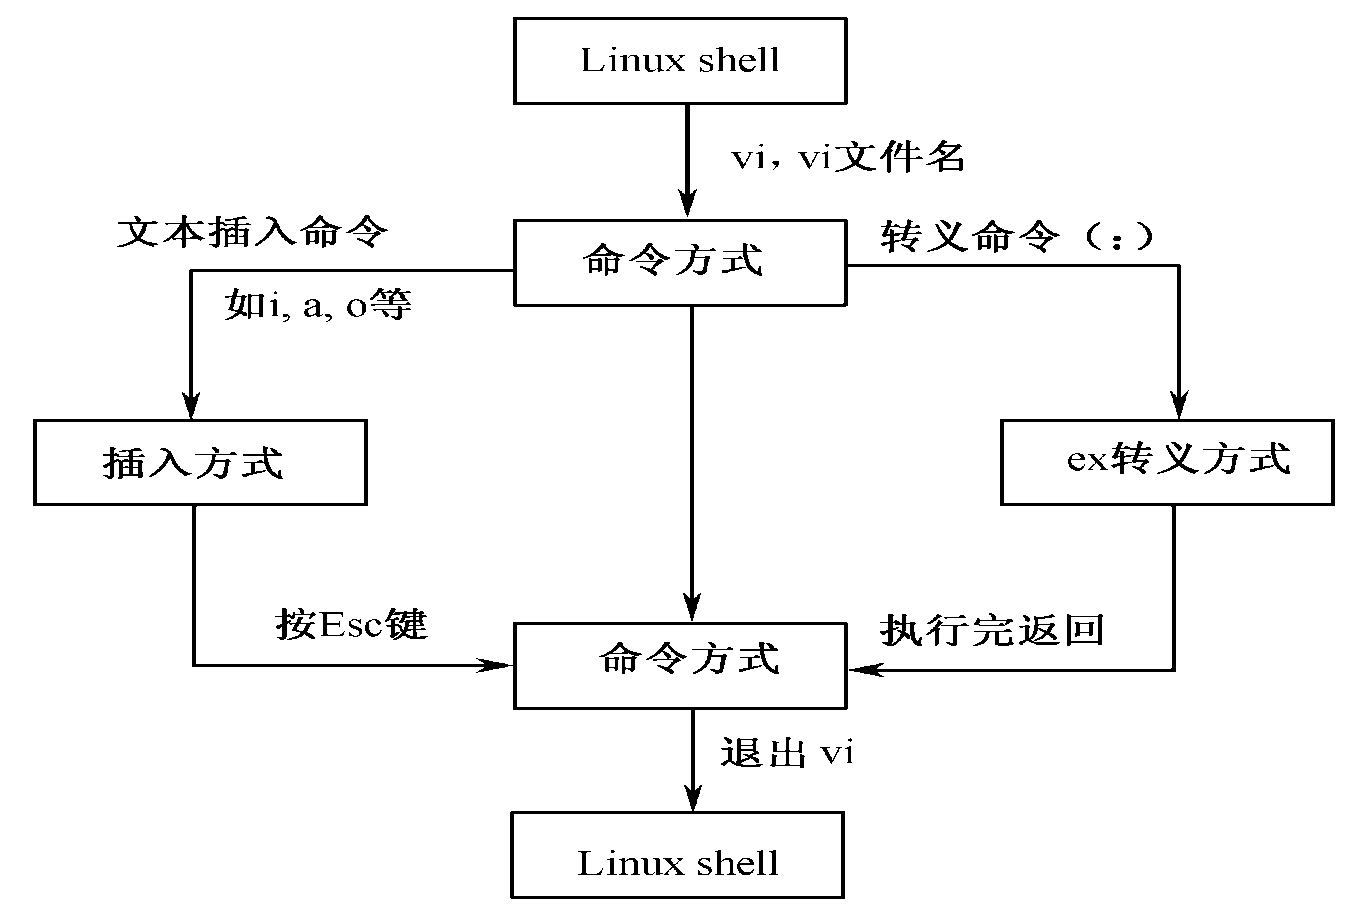 Linux shell
vi，vi文件名
文本插入命令
命令方式
转义命令（:）
如i, a, o等
插入方式
ex转义方式
按Esc键
命令方式
执行完返回
退出 vi
Linux shell